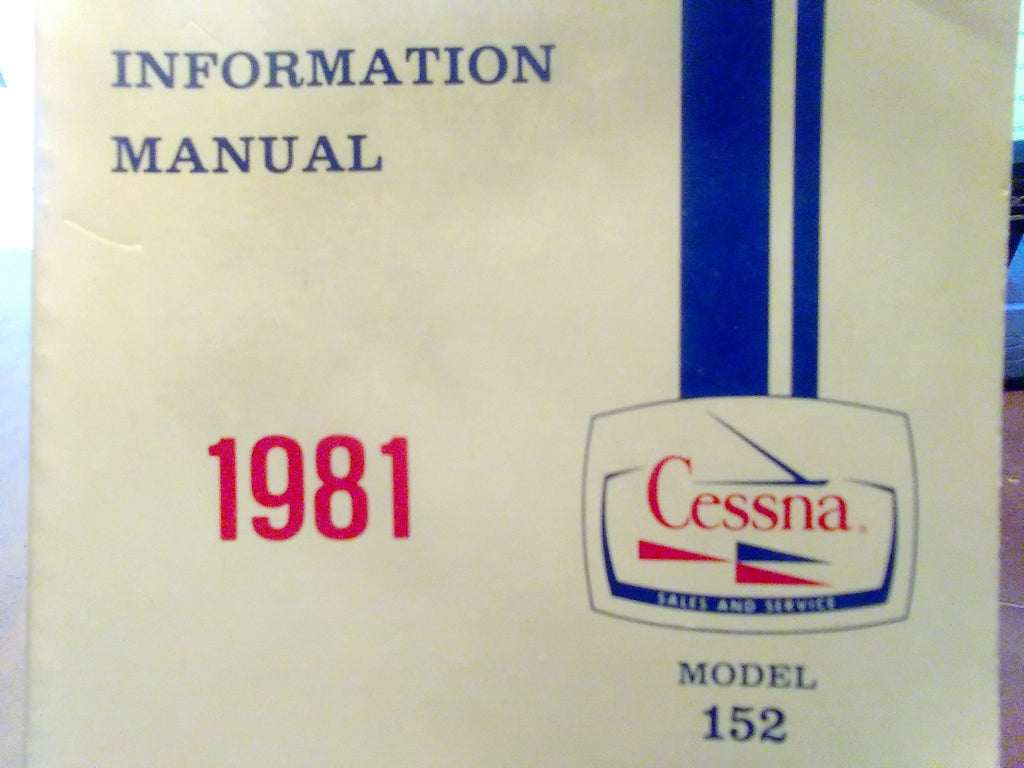 INFORMATION
MANUAL
1981
Cessna
SALES AND SERVICE
MODEL
152